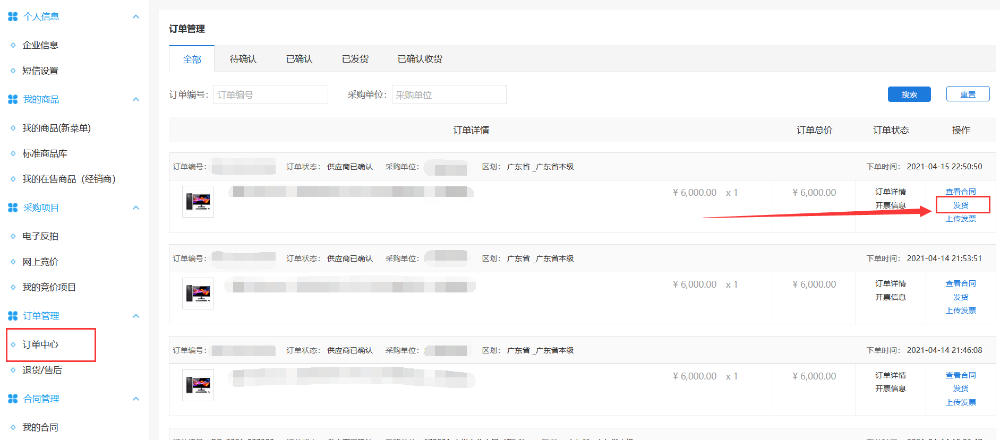 个人信息
企业信息
短信设置
我的商品
我的商品(新菜单)
标准商品库
我的在售商品（经销商）
采购项目
电子反拍
网上竞价
我的竞价项目
订单管理
订单中心
退货/售后
合同管理
我的合同
订单管理
全部 待确认 已确认 已发货 已确认收货
订单编号: 订单编号 采购单位: 采购单位 搜索 重置
订单详情 订单总价 订单状态 操作
订单编号: 订单状态: 供应商已确认 采购单位: 区划: 广东省 _广东省本级 下单时间: 2021-04-15 22:50:50
¥ 6,000.00 x 1 ¥ 6,000.00 订单详情 查看合同
开票信息 发货
上传发票
订单编号: 订单状态: 供应商已确认 采购单位: 区划: 广东省 _广东省本级 下单时间: 2021-04-14 21:53:51
¥ 6,000.00 x 1 ¥ 6,000.00 订单详情 查看合同
开票信息 发货
上传发票
订单编号: 订单状态: 供应商已确认 采购单位: 区划: 广东省 _广东省本级 下单时间: 2021-04-14 21:46:08
¥ 6,000.00 x 1 ¥ 6,000.00 订单详情 查看合同
开票信息 发货
上传发票